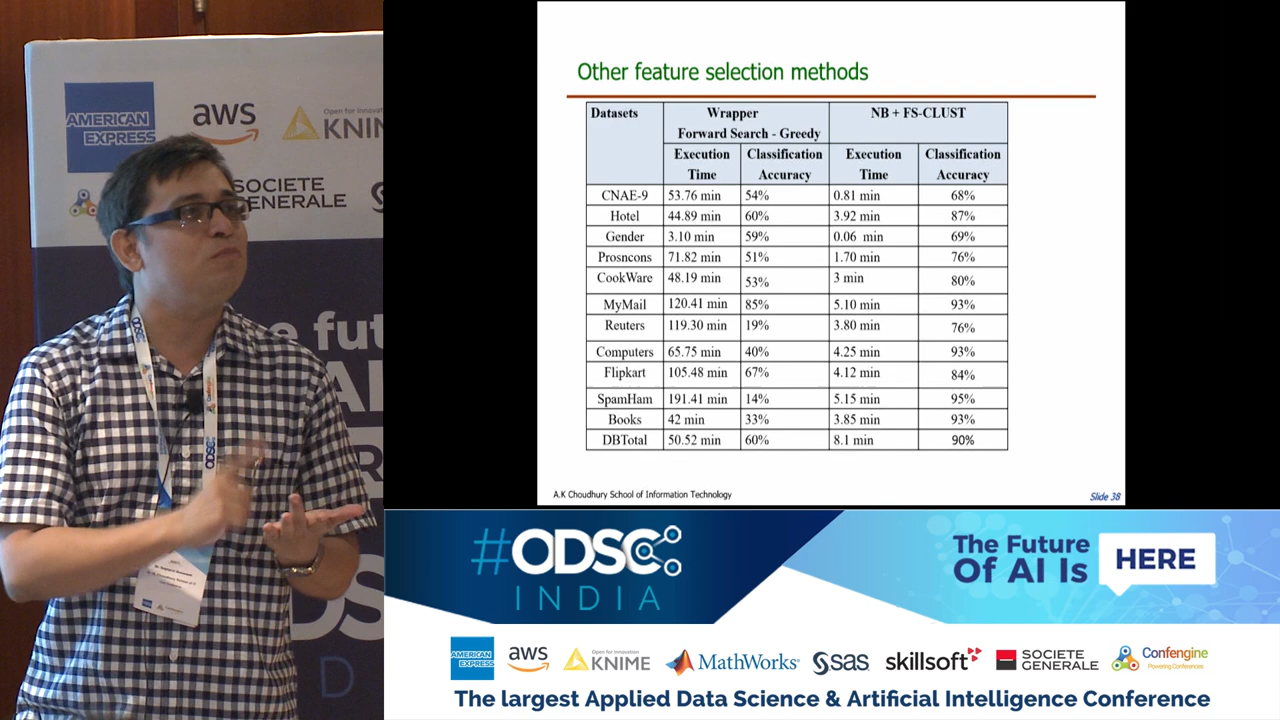 AMERICAN
EXPRESS
aws
Open for Innovation
KNIM
SOCIETE
GENERALE
ODSC
Other feature selection methods
Datasets Wrapper NB + FS-CLUST
Forward Search - Greedy
Execution Time Classification Accuracy Execution Time Classification Accuracy
CNAE-9 53.76 min 54% 0.81 min 68%
Hotel 44.89 min 60% 3.92 min 87%
Gender 3.10 min 59% 0.06 min 69%
Prosncons 71.82 min 51% 1.70 min 76%
CookWare 48.19 min 53% 3 min 80%
MyMail 120.41 min 85% 5.10 min 93%
Reuters 119.30 min 19% 3.80 min 76%
Computers 65.75 min 40% 4.25 min 93%
Flipkart 105.48 min 67% 4.12 min 84%
SpamHam 191.41 min 14% 5.15 min 95%
Books 42 min 33% 3.85 min 93%
DBTotal 50.52 min 60% 8.1 min 90%
A.K Choudhury School of Information Technology
Slide 38
#ODSC
INDIA
The Future
Of AI Is HERE
AMERICAN
EXPRESS
aws
Open for Innovation
KNIME
MathWorks®
sas
skillsoft
SOCIETE
GENERALE
Confengine
Powering Conferences
The largest Applied Data Science & Artificial Intelligence Conference